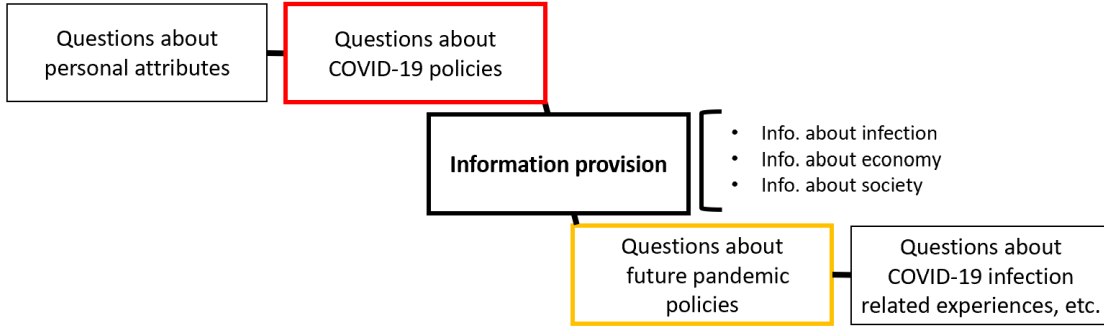 Questions about
personal attributes
Questions about
COVID-19 policies
Information provision
• Info. about infection
• Info. about economy
• Info. about society
Questions about
future pandemic
policies
Questions about
COVID-19 infection
related experiences, etc.